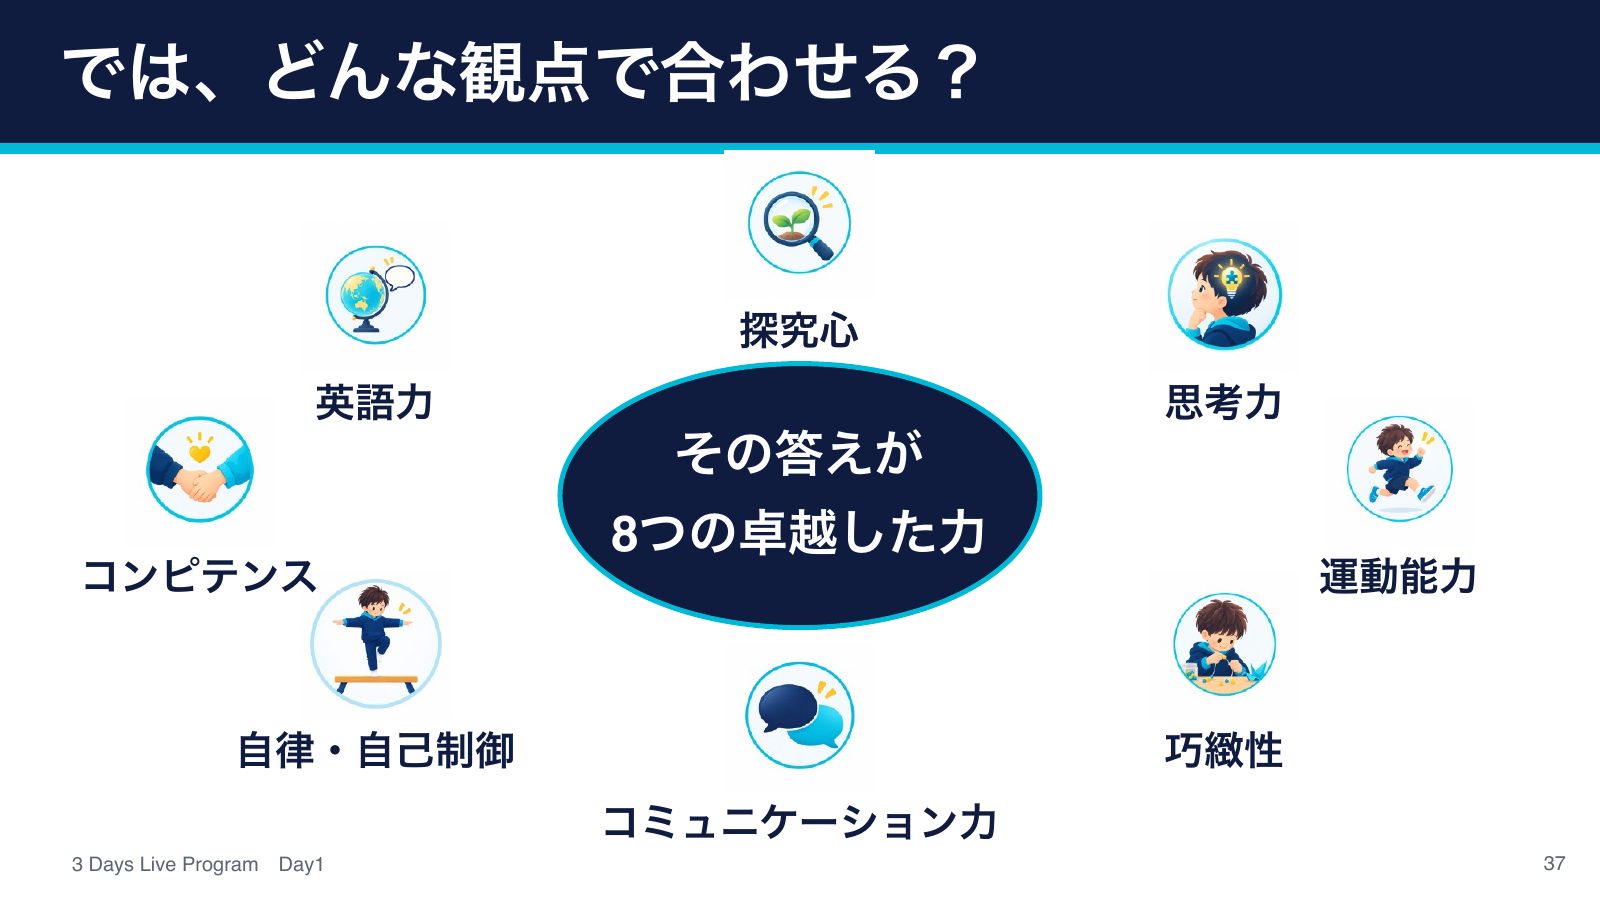 では、どんな観点で合わせる？
探究心
英語力
思考力
その答えが
8つの卓越した力
コンピテンス
運動能力
自律・自己制御
巧緻性
コミュニケーション力
3 Days Live Program　Day1
37